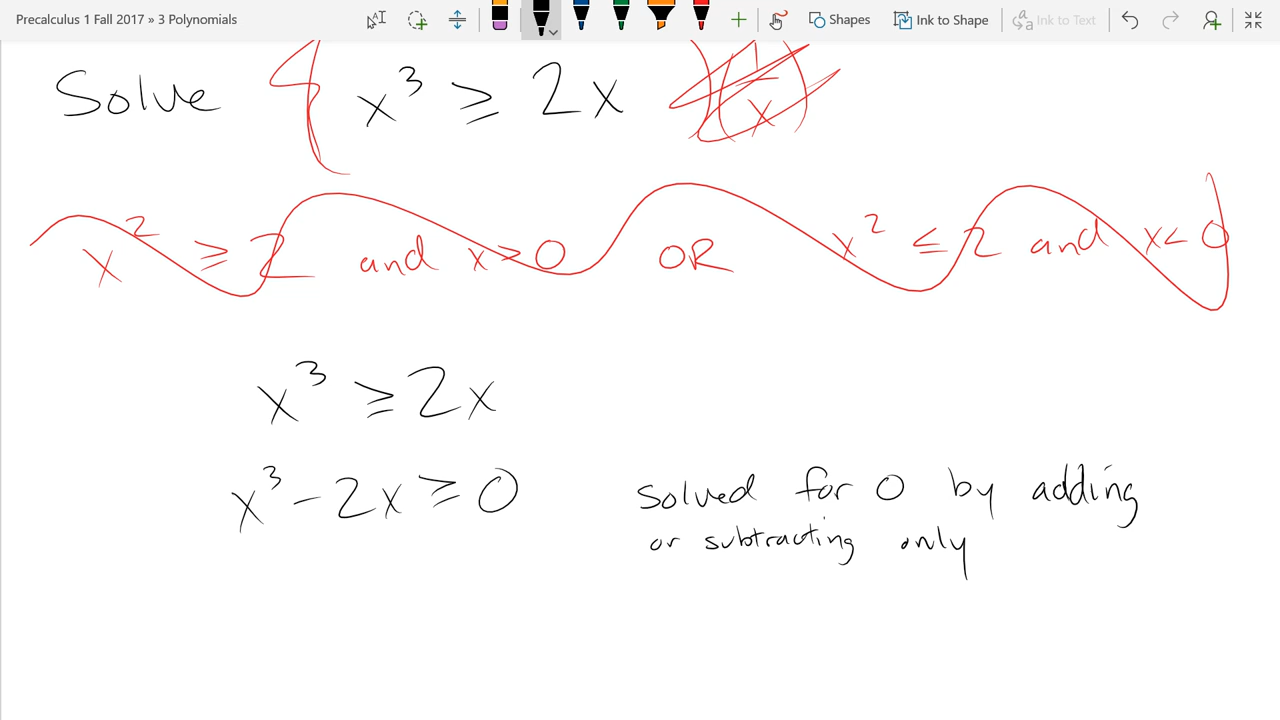 Precalculus 1 Fall 2017 » 3 Polynomials
Shapes Ink to Shape Ink to Text
Solve { x³ ≥ 2x (1/x)
x² ≥ 2 and x > 0 OR x² ≤ 2 and x < 0
x³ ≥ 2x
x³ - 2x ≥ 0 solved for 0 by adding
or subtracting only